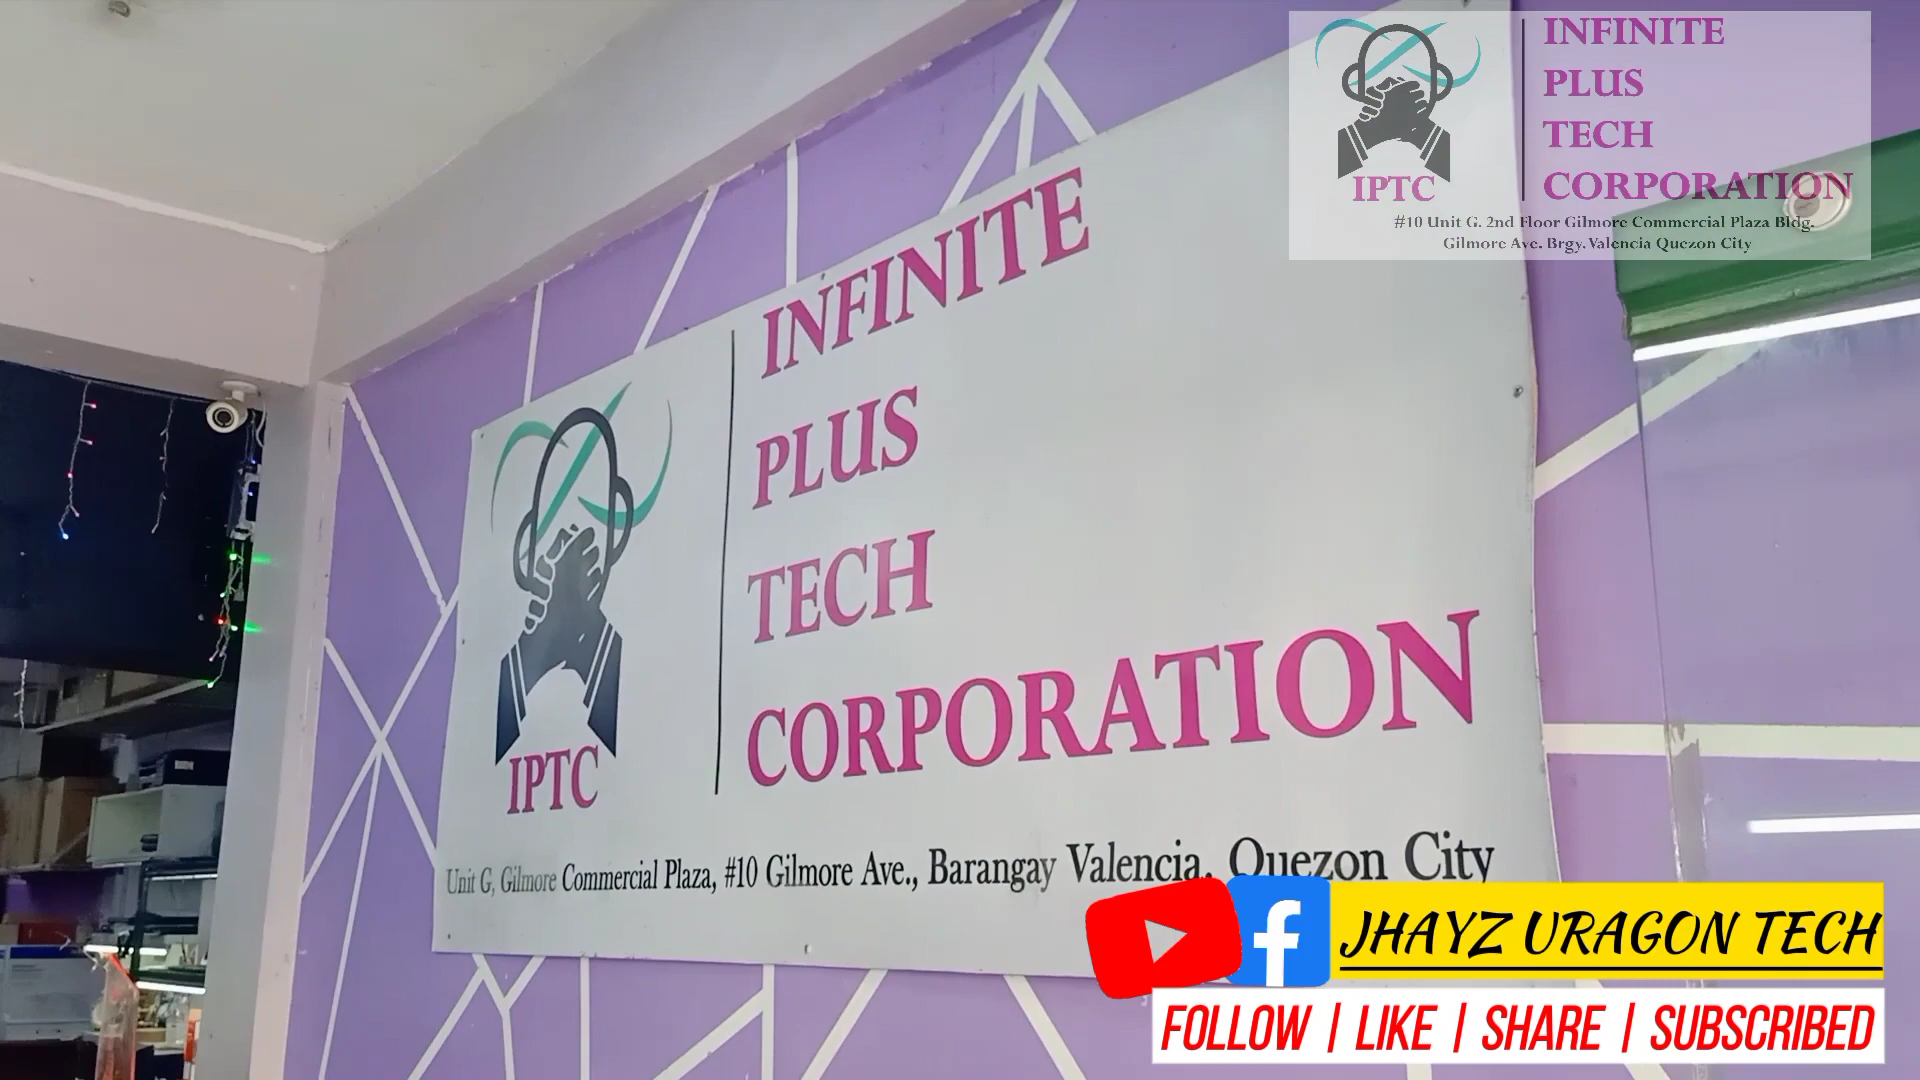 INFINITE
PLUS
TECH
CORPORATION
IPTC
#10 Unit G. 2nd Floor Gilmore Commercial Plaza Bldg.
Gilmore Ave. Brgy. Valencia Quezon City
INFINITE
PLUS
TECH
CORPORATION
IPTC
Unit G, Gilmore Commercial Plaza, #10 Gilmore Ave., Barangay Valencia, Quezon City
JHAYZ URAGON TECH
FOLLOW | LIKE | SHARE | SUBSCRIBED